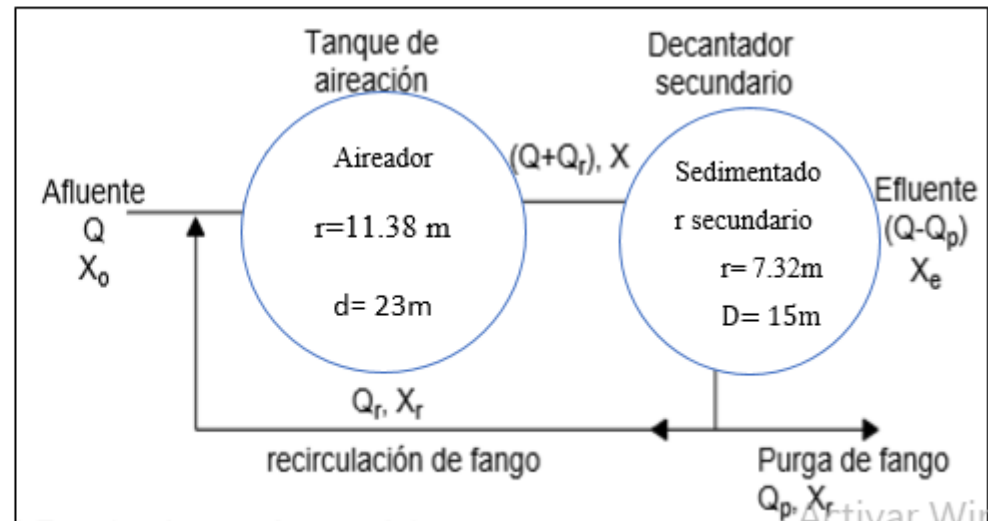 Tanque de
aireación
Decantador
secundario
Aireador
r=11.38 m
d= 23m
(Q+Qr), X
Sedimentado
r secundario
r= 7.32m
D= 15m
Afluente
Q
Xo
Efluente
(Q-Qp)
Xe
Qr, Xr
recirculación de fango
Purga de fango
Qp, Xr